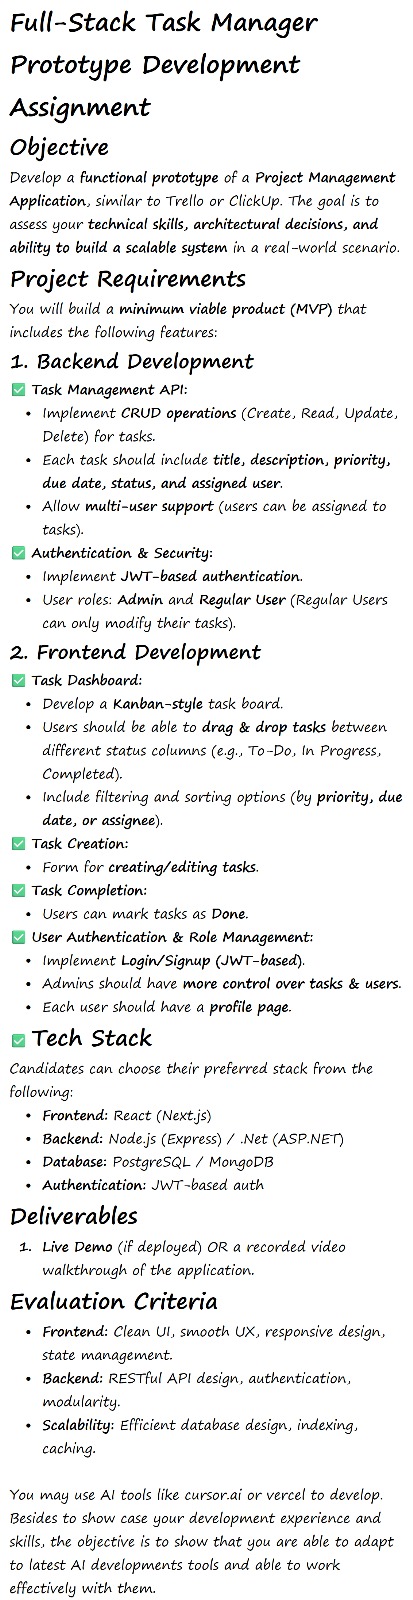 Full-Stack Task Manager
Prototype Development
Assignment
Objective
Develop a functional prototype of a Project Management
Application, similar to Trello or ClickUp. The goal is to
assess your technical skills, architectural decisions, and
ability to build a scalable system in a real-world scenario.
Project Requirements
You will build a minimum viable product (MVP) that
includes the following features:
1. Backend Development
✅ Task Management API:
• Implement CRUD operations (Create, Read, Update,
Delete) for tasks.
• Each task should include title, description, priority,
due date, status, and assigned user.
• Allow multi-user support (users can be assigned to
tasks).
✅ Authentication & Security:
• Implement JWT-based authentication.
• User roles: Admin and Regular User (Regular Users
can only modify their tasks).
2. Frontend Development
✅ Task Dashboard:
• Develop a Kanban-style task board.
• Users should be able to drag & drop tasks between
different status columns (e.g., To-Do, In Progress,
Completed).
• Include filtering and sorting options (by priority, due
date, or assignee).
✅ Task Creation:
• Form for creating/editing tasks.
✅ Task Completion:
• Users can mark tasks as Done.
✅ User Authentication & Role Management:
• Implement Login/Signup (JWT-based).
• Admins should have more control over tasks & users.
• Each user should have a profile page.
✅ Tech Stack
Candidates can choose their preferred stack from the
following:
• Frontend: React (Next.js)
• Backend: Node.js (Express) / .Net (ASP.NET)
• Database: PostgreSQL / MongoDB
• Authentication: JWT-based auth
Deliverables
1. Live Demo (if deployed) OR a recorded video
walkthrough of the application.
Evaluation Criteria
• Frontend: Clean UI, smooth UX, responsive design,
state management.
• Backend: RESTful API design, authentication,
modularity.
• Scalability: Efficient database design, indexing,
caching.
You may use AI tools like cursor.ai or vercel to develop.
Besides to show case your development experience and
skills, the objective is to show that you are able to adapt
to latest AI developments tools and able to work
effectively with them.